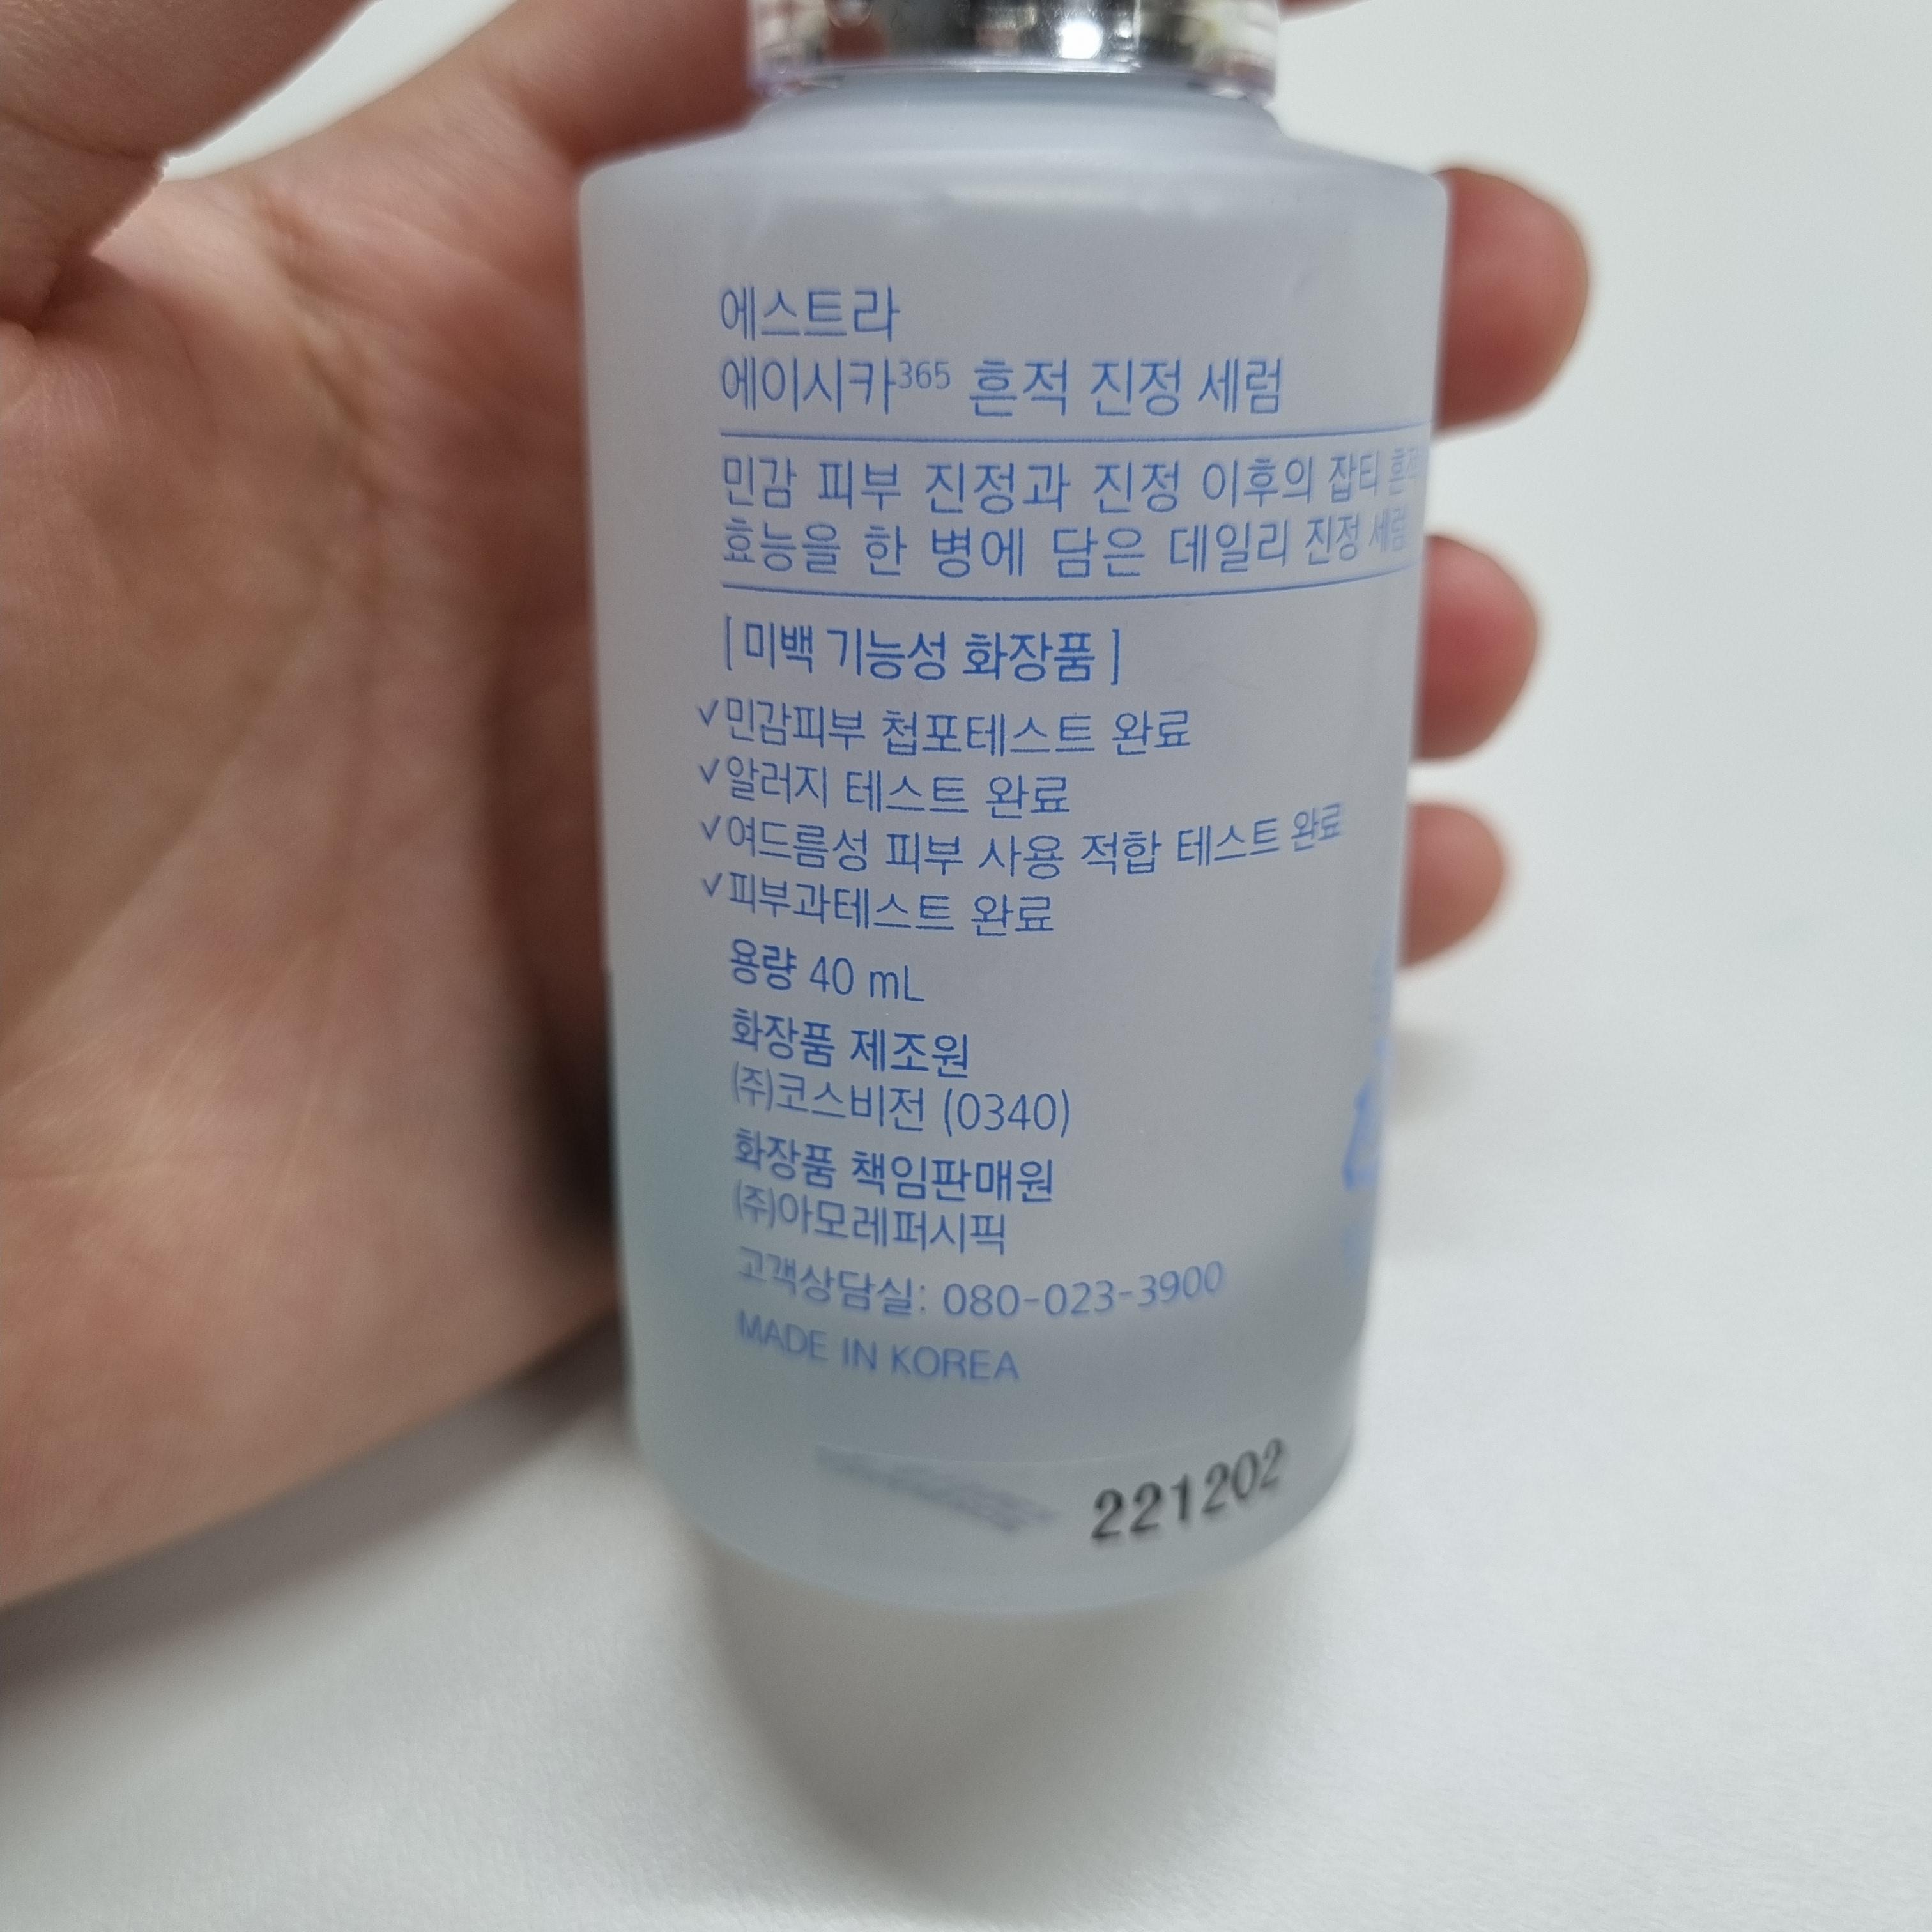 에스트라
에이시카³⁶⁵ 흔적 진정 세럼
민감 피부 진정과 진정 이후의 잡티 흔적
효능을 한 병에 담은 데일리 진정 세럼
[ 미백 기능성 화장품 ]
✓민감피부 첩포테스트 완료
✓알러지 테스트 완료
✓여드름성 피부 사용 적합 테스트 완료
✓피부과테스트 완료
용량 40 mL
화장품 제조원
(주)코스비전 (0340)
화장품 책임판매원
(주)아모레퍼시픽
고객상담실: 080-023-3900
MADE IN KOREA
221202